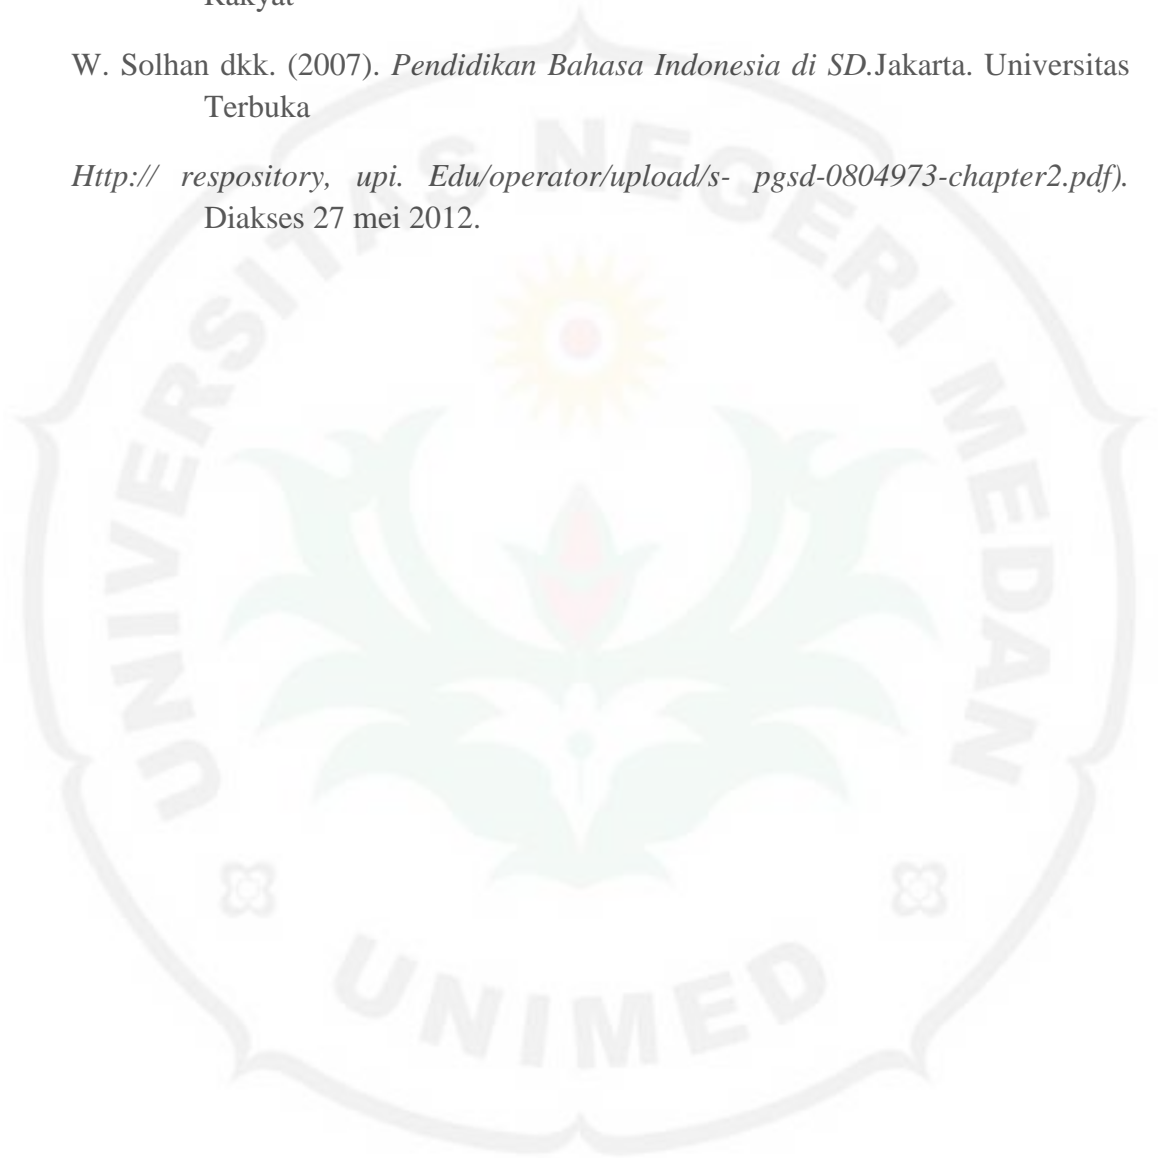 Rakyat
W. Solhan dkk. (2007). Pendidikan Bahasa Indonesia di SD.Jakarta. Universitas
Terbuka
Http:// respository, upi. Edu/operator/upload/s- pgsd-0804973-chapter2.pdf).
Diakses 27 mei 2012.
UNIVERSITAS NEGERI MEDAN
UNIMED